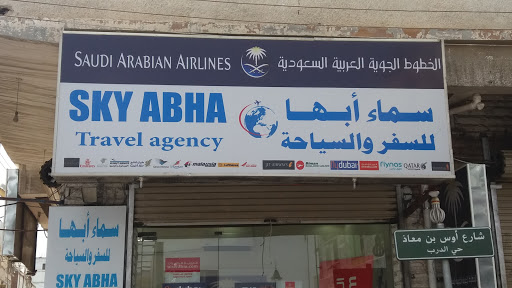 SAUDI ARABIAN AIRLINES
الخطوط الجوية العربية السعودية
SKY ABHA
Travel agency
سماء أبها
للسفر والسياحة
malaysia
dubai
flynas
QATAR
سماء أبها
للسفر والسياحة
SKY ABHA
شارع أوس بن معاذ
حي الدرب